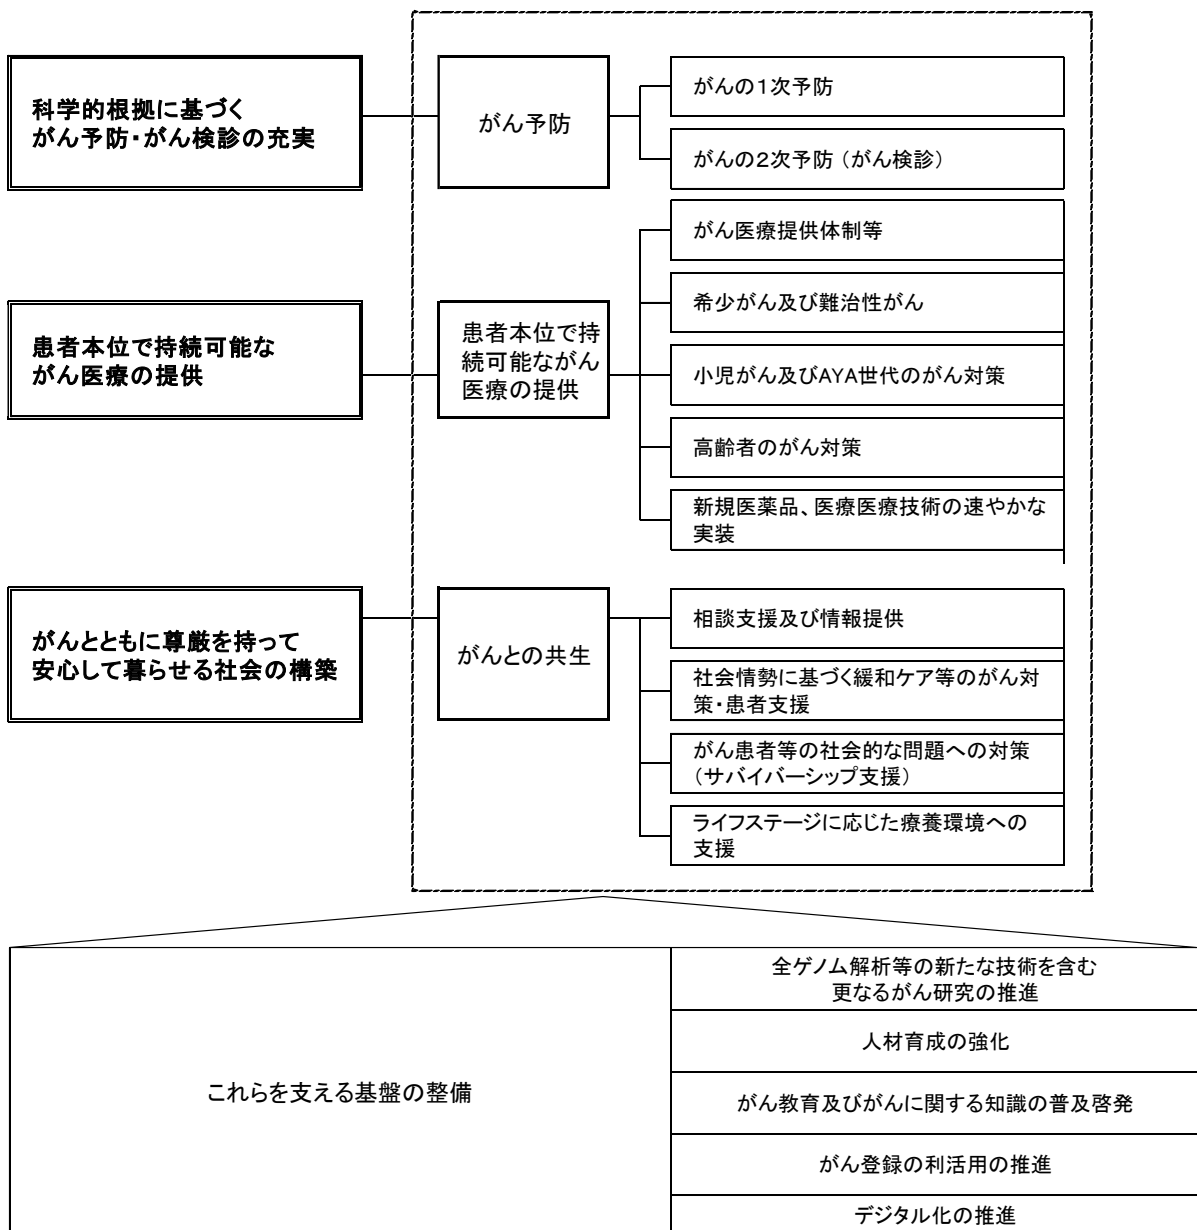 科学的根拠に基づく
がん予防・がん検診の充実
がん予防
がんの1次予防
がんの2次予防(がん検診)
患者本位で持続可能な
がん医療の提供
患者本位で持
続可能ながん
医療の提供
がん医療提供体制等
希少がん及び難治性がん
小児がん及びAYA世代のがん対策
高齢者のがん対策
新規医薬品、医療医療技術の速やかな
実装
がんとともに尊厳を持って
安心して暮らせる社会の構築
がんとの共生
相談支援及び情報提供
社会情勢に基づく緩和ケア等のがん対
策・患者支援
がん患者等の社会的な問題への対策
(サバイバーシップ支援)
ライフステージに応じた療養環境への
支援
これらを支える基盤の整備
全ゲノム解析等の新たな技術を含む
更なるがん研究の推進
人材育成の強化
がん教育及びがんに関する知識の普及啓発
がん登録の利活用の推進
デジタル化の推進